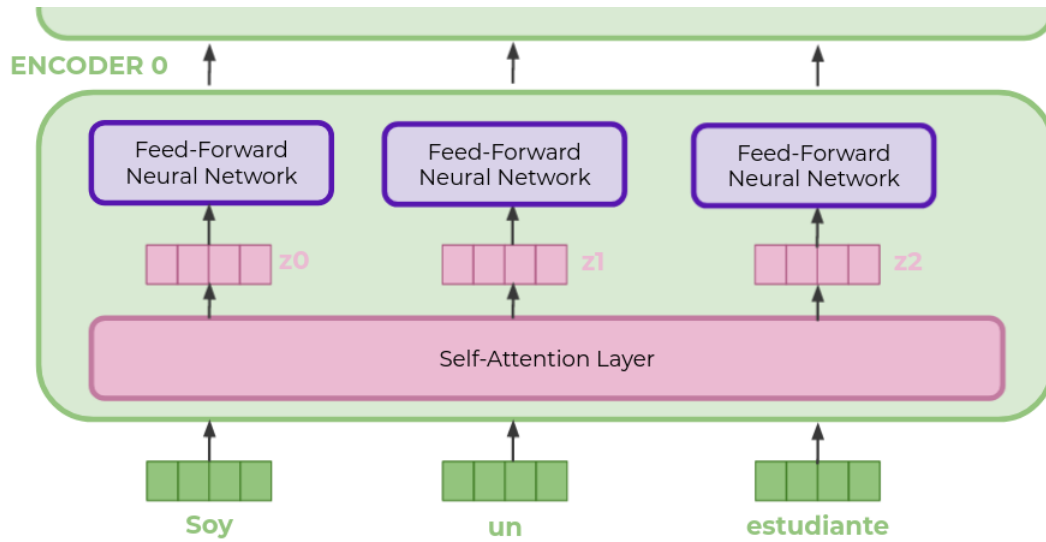 ENCODER 0
Feed-Forward
Neural Network
Feed-Forward
Neural Network
Feed-Forward
Neural Network
z0
z1
z2
Self-Attention Layer
Soy
un
estudiante